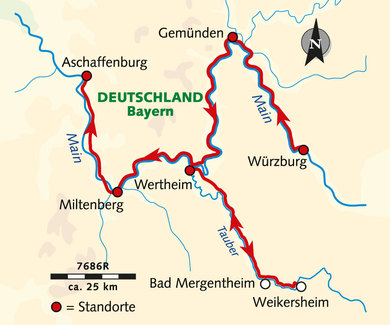 Gemünden
N
Aschaffenburg
DEUTSCHLAND
Bayern
Main
Main
Würzburg
Wertheim
Miltenberg
Tauber
Bad Mergentheim
Weikersheim
7686R
ca. 25 km
= Standorte